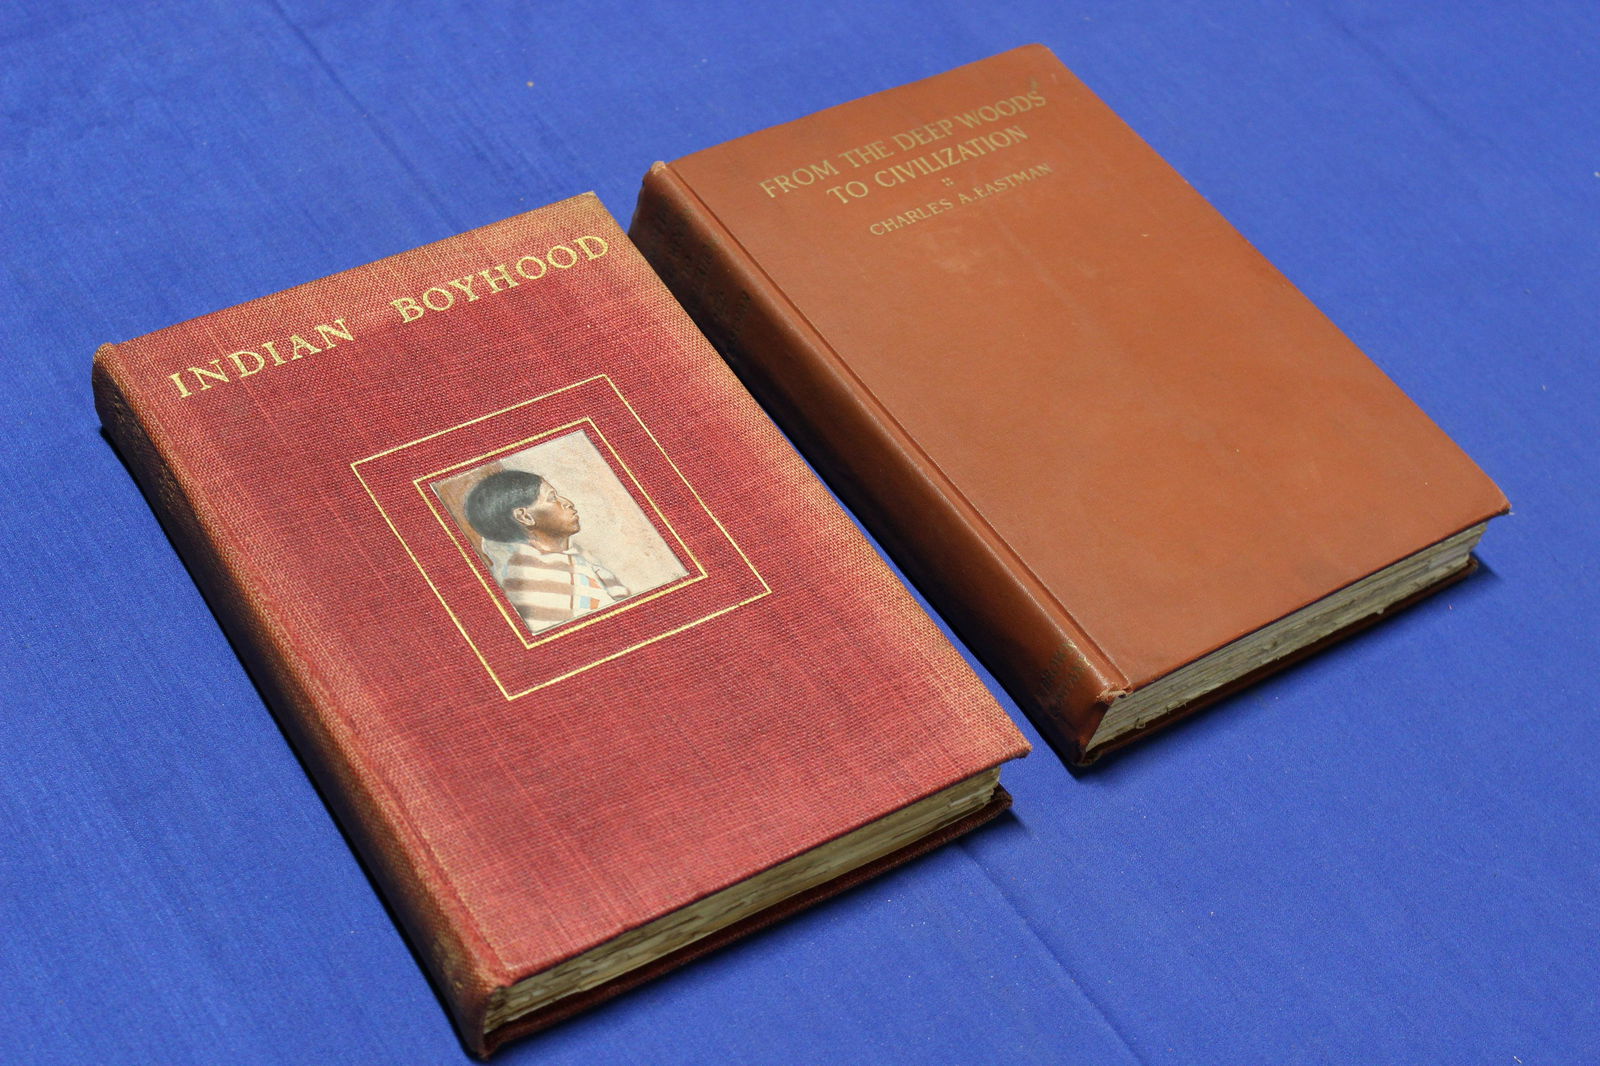 INDIAN BOYHOOD
FROM THE DEEP WOODS
TO CIVILIZATION
CHARLES A. EASTMAN